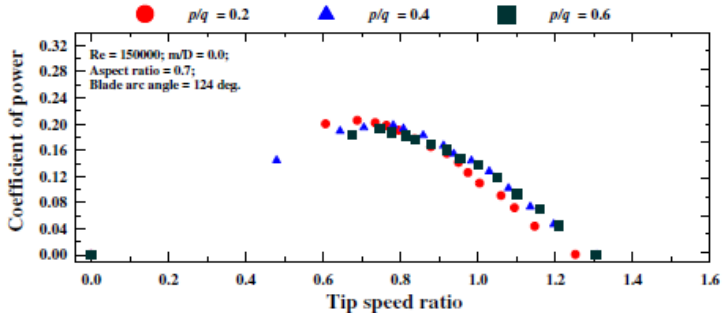 p/q = 0.2 p/q = 0.4 p/q = 0.6
0.32
0.28
0.24
0.20
0.16
0.12
0.08
0.04
0.00
Coefficient of power
Re = 150000; m/D = 0.0;
Aspect ratio = 0.7;
Blade arc angle = 124 deg.
0.0 0.2 0.4 0.6 0.8 1.0 1.2 1.4 1.6
Tip speed ratio